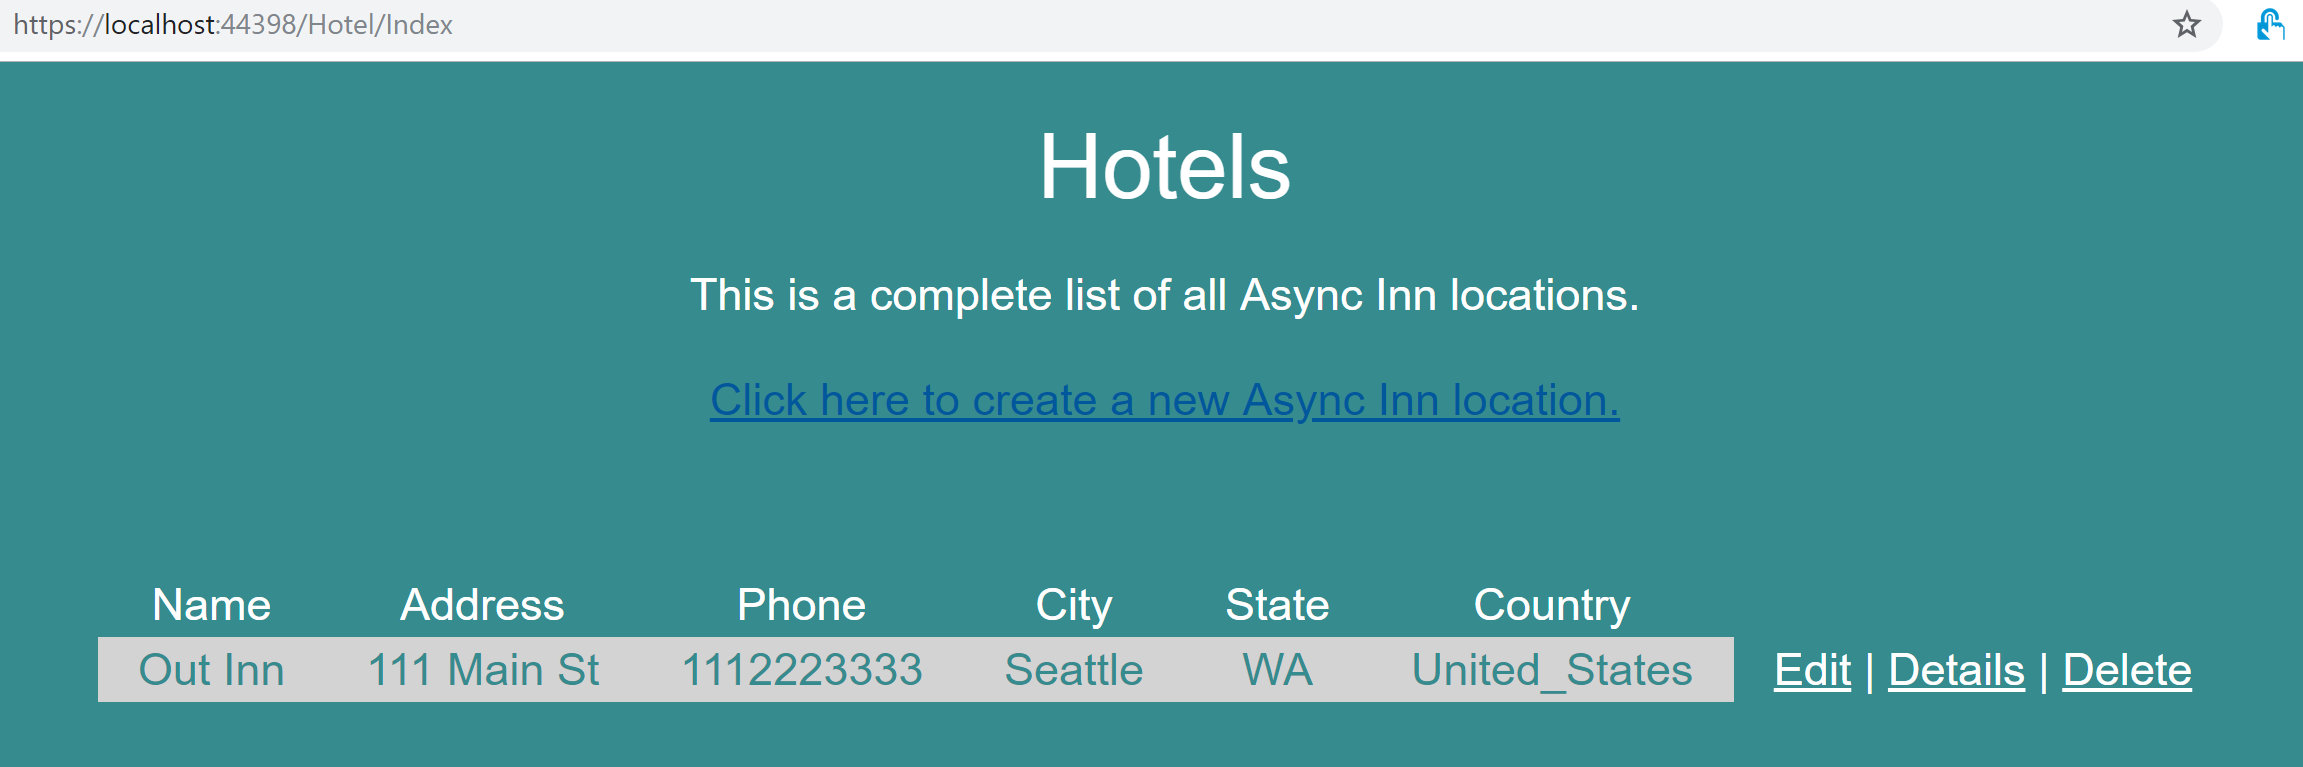 https://localhost:44398/Hotel/Index
Hotels
This is a complete list of all Async Inn locations.
Click here to create a new Async Inn location.
Name Address Phone City State Country
Out Inn 111 Main St 1112223333 Seattle WA United_States Edit | Details | Delete